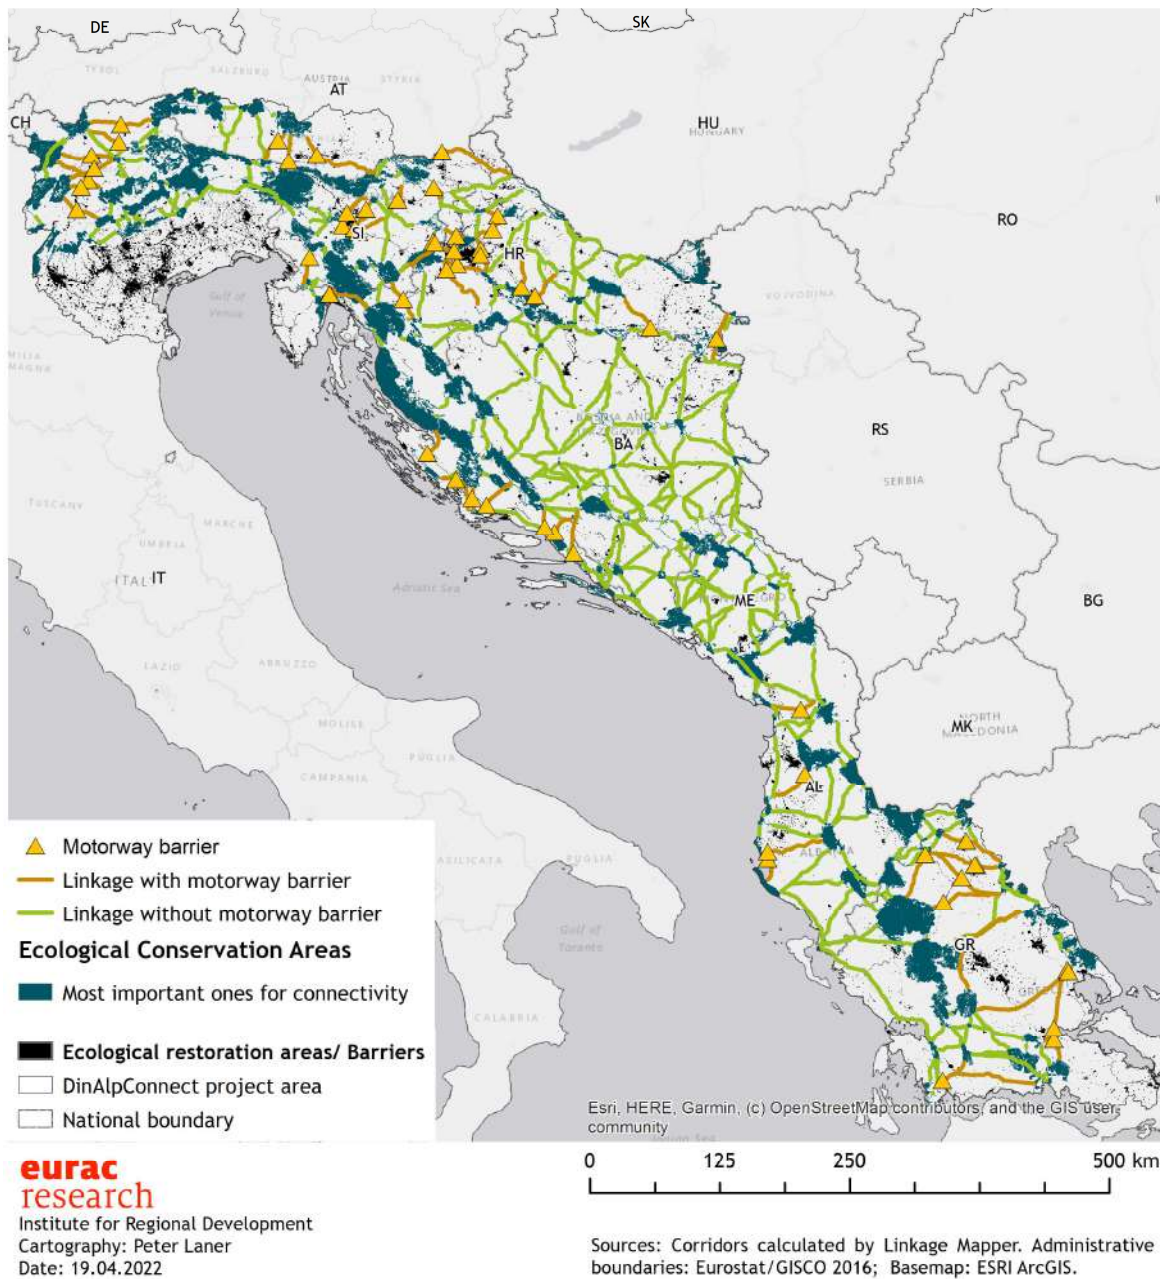 DE
SK
TYROL
SALZBURG
AUSTRIA
STYRIA
AT
CH
HU
HUNGARY
RO
SI
HR
VOJVODINA
Gulf of
Venice
BA
RS
SERBIA
TUSCANY
MARCHE
UMBRIA
IT
Adriatic Sea
ME
BG
LAZIO
ABRUZZO
MOLISE
MK
NORTH
MACEDONIA
PUGLIA
CAMPANIA
AL
ALBANIA
BASILICATA
PUGLIA
Gulf of
Taranto
GR
GREECE
CALABRIA
Motorway barrier
Linkage with motorway barrier
Linkage without motorway barrier
Ecological Conservation Areas
Most important ones for connectivity
Ecological restoration areas/ Barriers
DinAlpConnect project area
National boundary
Esri, HERE, Garmin, (c) OpenStreetMap contributors, and the GIS user
community
eurac
research
Institute for Regional Development
Cartography: Peter Laner
Date: 19.04.2022
0 125 250 500 km
Sources: Corridors calculated by Linkage Mapper. Administrative
boundaries: Eurostat/GISCO 2016; Basemap: ESRI ArcGIS.